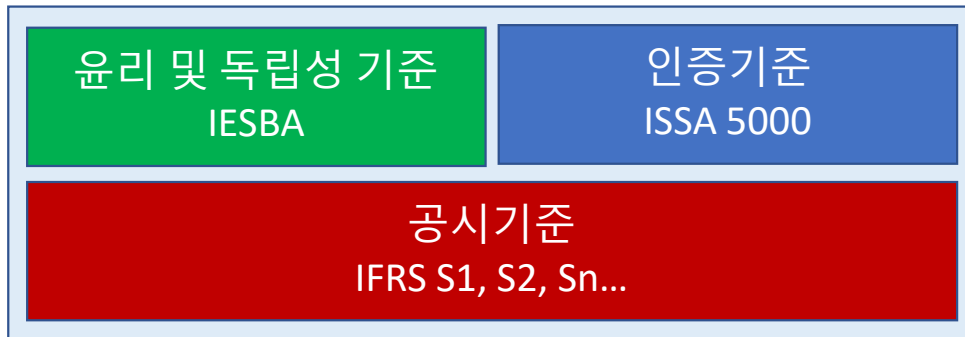 윤리 및 독립성 기준
IESBA
인증기준
ISSA 5000
공시기준
IFRS S1, S2, Sn...